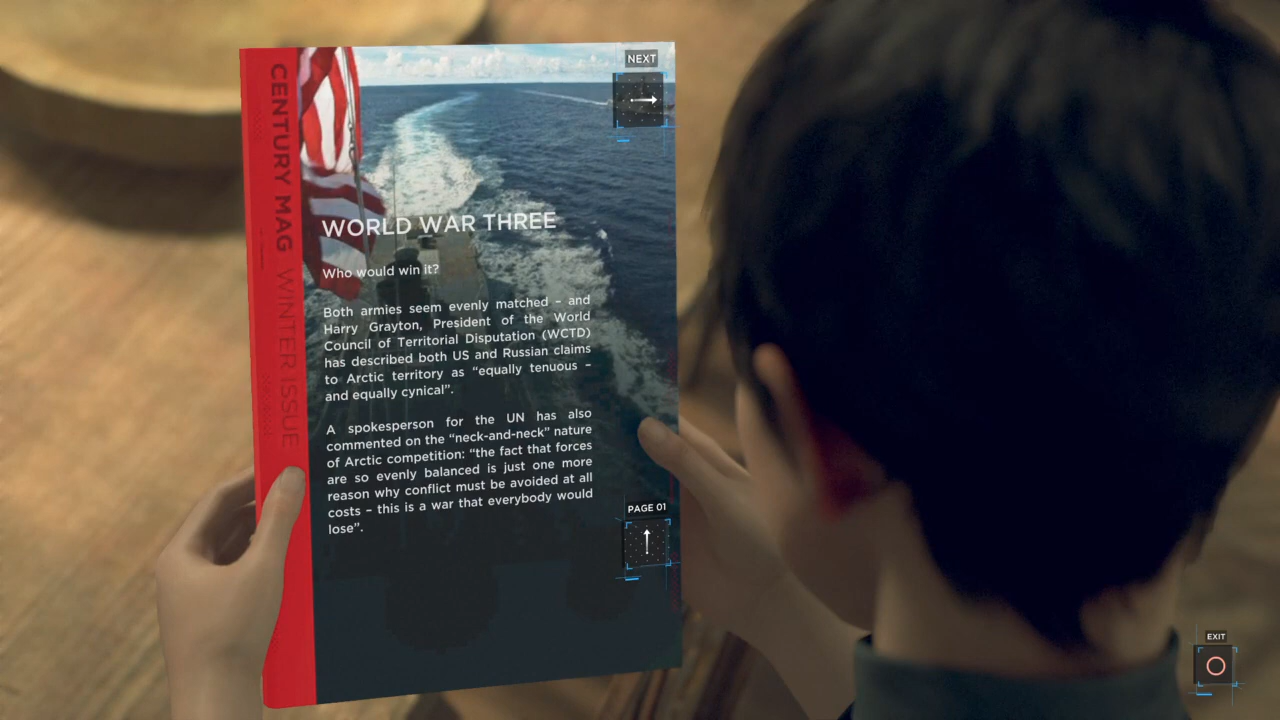 CENTURY MAG WINTER ISSUE
NEXT
WORLD WAR THREE
Who would win it?
Both armies seem evenly matched – and
Harry Grayton, President of the World
Council of Territorial Disputation (WCTD)
has described both US and Russian claims
to Arctic territory as “equally tenuous –
and equally cynical”.
A spokesperson for the UN has also
commented on the “neck-and-neck” nature
of Arctic competition: “the fact that forces
are so evenly balanced is just one more
reason why conflict must be avoided at all
costs – this is a war that everybody would
lose”.
PAGE 01
EXIT